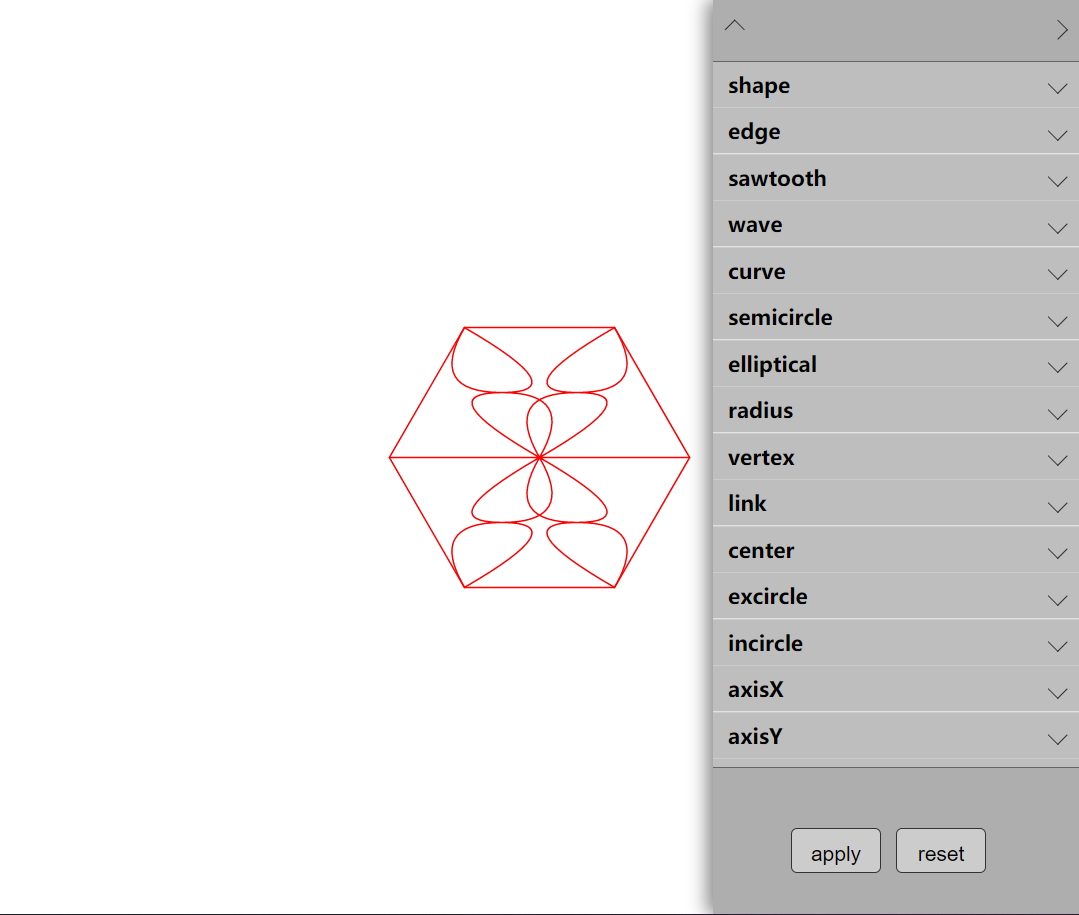 shape
edge
sawtooth
wave
curve
semicircle
elliptical
radius
vertex
link
center
excircle
incircle
axisX
axisY
apply reset